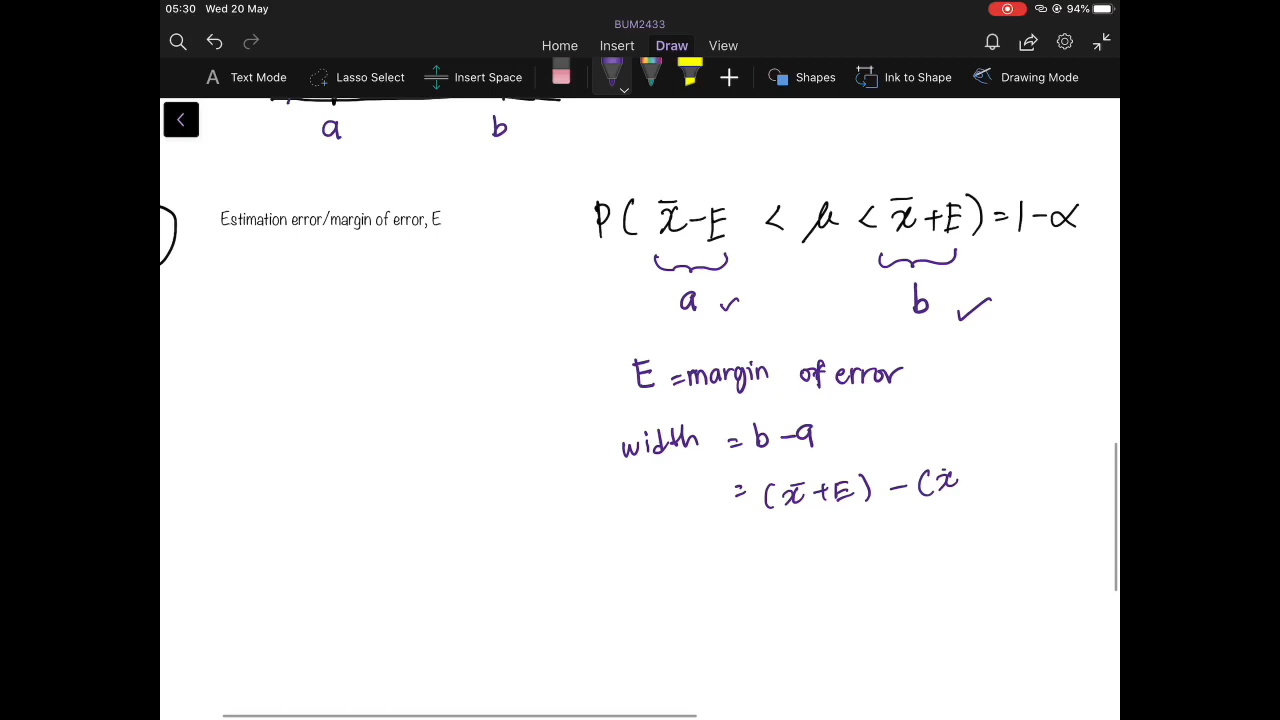 05:30 Wed 20 May
94%
BUM2433
Home Insert Draw View
Text Mode Lasso Select Insert Space Shapes Ink to Shape Drawing Mode
a b
Estimation error/margin of error, E
P( x̄-E < μ < x̄+E ) = 1-α
a b
E = margin of error
width = b - a
= (x̄+E) - (x̄